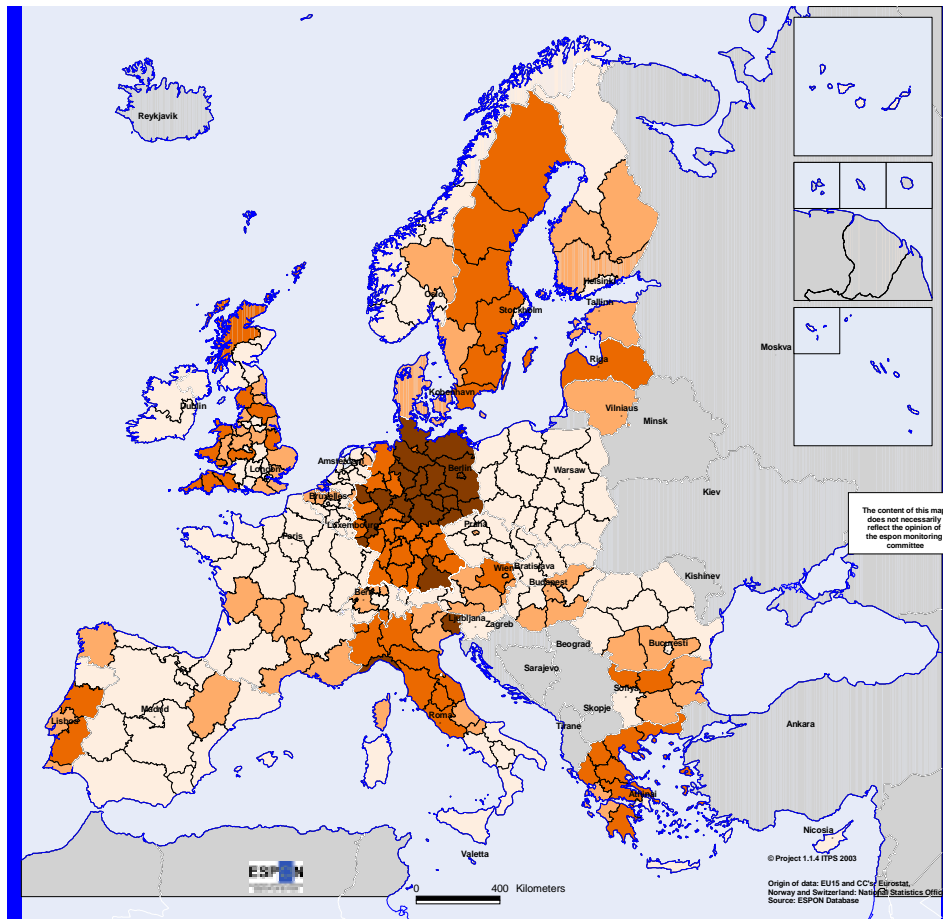 Reykjavik
Oslo
Helsinki
Tallinn
Stockholm
Moskva
Riga
Dublin
Kobenhavn
Vilniu​s
Minsk
London
Amsterdam
Berlin
Warsaw
Bruxelles
Kiev
The content of this map
does not necessarily
reflect the opinion of
the espon monitoring
committee
Luxembourg
Praha
Paris
Wien
Bratislava
Kishinev
Bern
Budapest
Ljubljana
Zagreb
Beograd
Bucuresti
Sarajevo
Sofiya
Skopje
Madrid
Lisboa
Roma
Tirane
Ankara
Athinai
Nicosia
Valetta
© Project 1.1.4 ITPS 2003
ESPON
0 400 Kilometers
Origin of data: EU15 and CC's: Eurostat,
Norway and Switzerland: National Statistics Offic
Source: ESPON Database